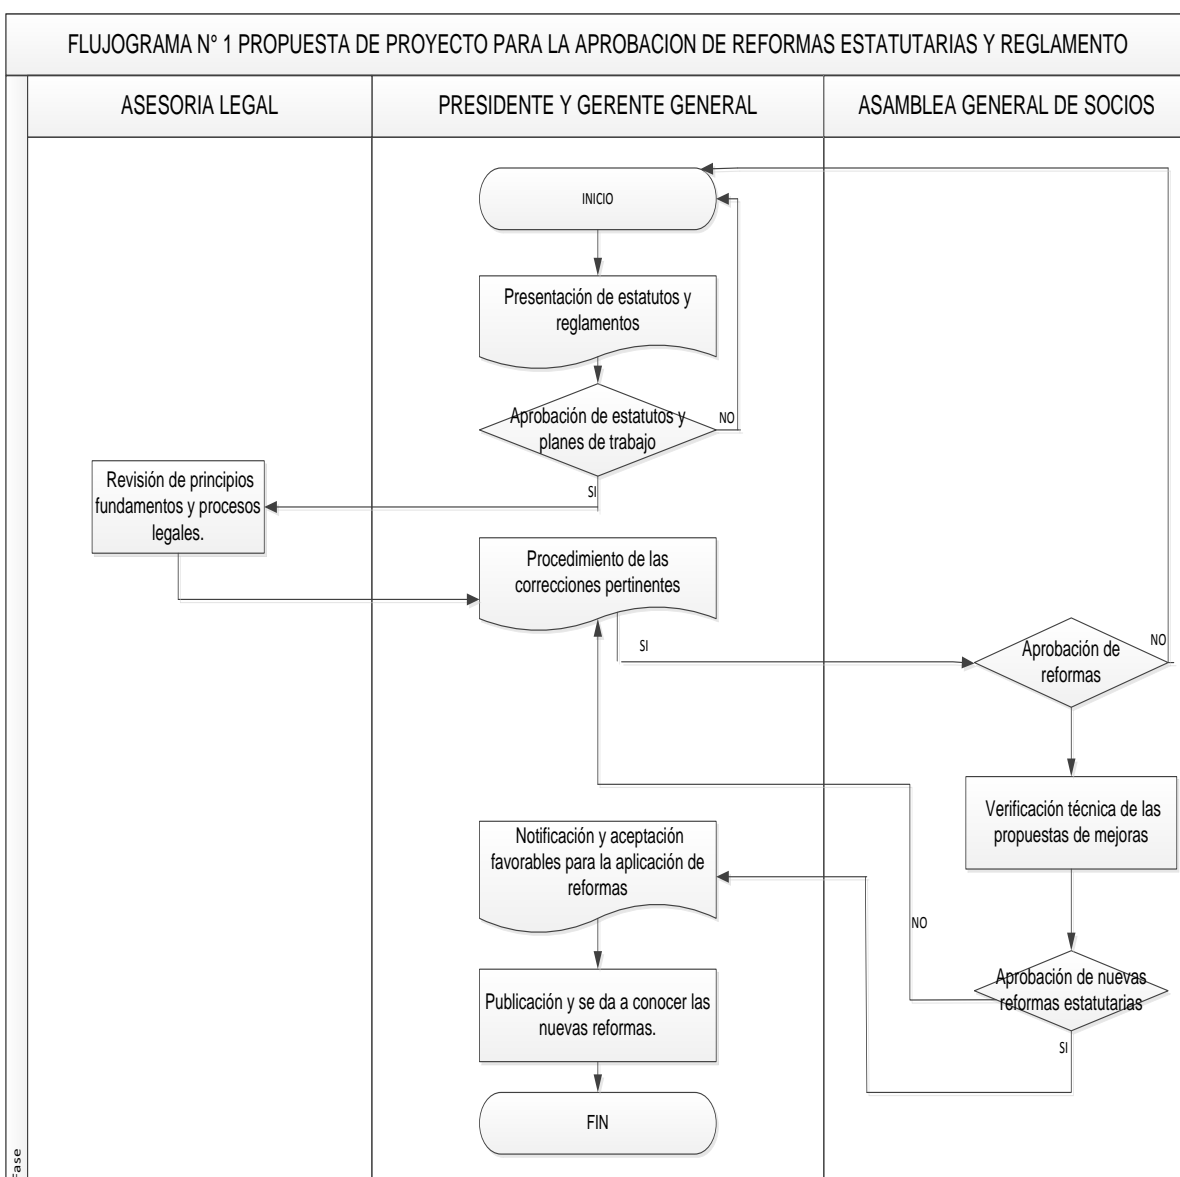 FLUJOGRAMA N° 1 PROPUESTA DE PROYECTO PARA LA APROBACION DE REFORMAS ESTATUTARIAS Y REGLAMENTO
ASESORIA LEGAL
PRESIDENTE Y GERENTE GENERAL
ASAMBLEA GENERAL DE SOCIOS
INICIO
Presentación de estatutos y
reglamentos
Aprobación de estatutos y
planes de trabajo
NO
SI
Revisión de principios
fundamentos y procesos
legales.
Procedimiento de las
correcciones pertinentes
SI
Aprobación de
reformas
NO
Verificación técnica de las
propuestas de mejoras
Aprobación de nuevas
reformas estatutarias
NO
SI
Notificación y aceptación
favorables para la aplicación de
reformas
Publicación y se da a conocer las
nuevas reformas.
FIN
Fase